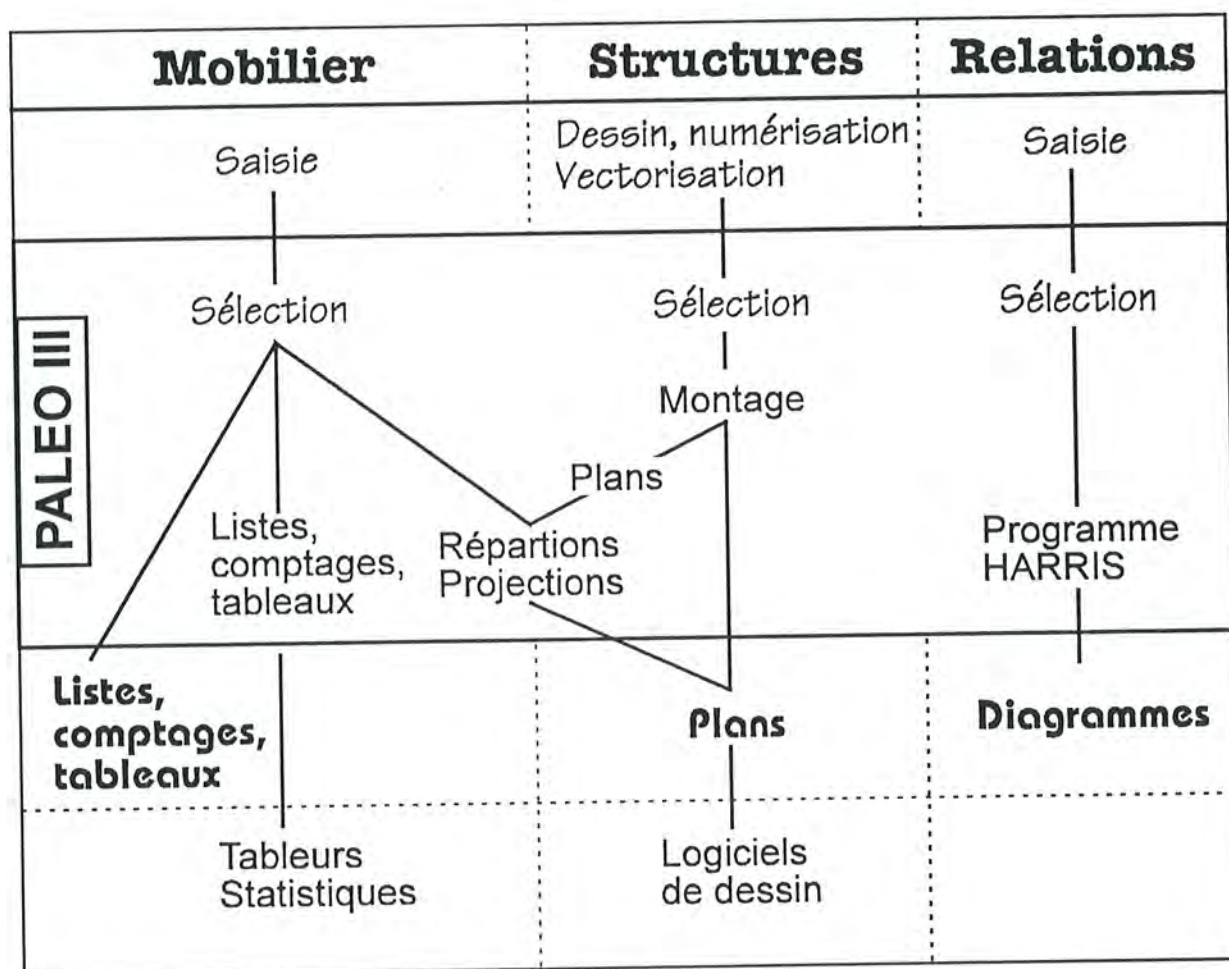 Mobilier
Structures
Relations
Saisie
Dessin, numérisation
Vectorisation
Saisie
PALEO III
Sélection
Sélection
Sélection
Montage
Plans
Listes,
comptages,
tableaux
Répartions
Projections
Programme
HARRIS
Listes,
comptages,
tableaux
Plans
Diagrammes
Tableurs
Statistiques
Logiciels
de dessin